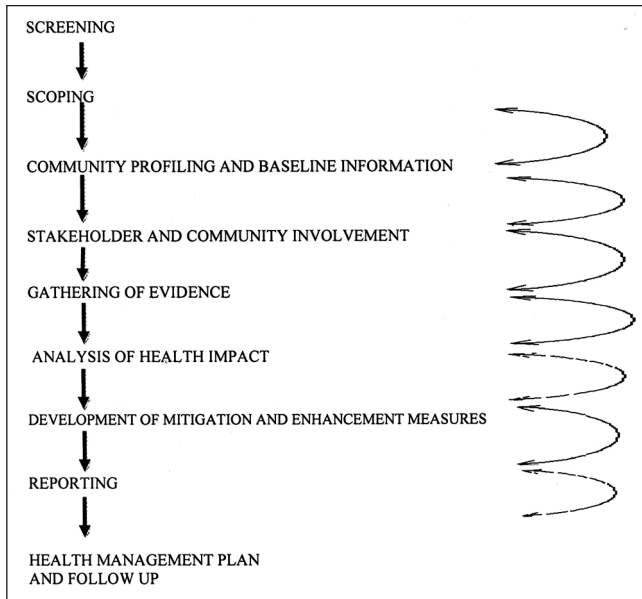 SCREENING
SCOPING
COMMUNITY PROFILING AND BASELINE INFORMATION
STAKEHOLDER AND COMMUNITY INVOLVEMENT
GATHERING OF EVIDENCE
ANALYSIS OF HEALTH IMPACT
DEVELOPMENT OF MITIGATION AND ENHANCEMENT MEASURES
REPORTING
HEALTH MANAGEMENT PLAN
AND FOLLOW UP